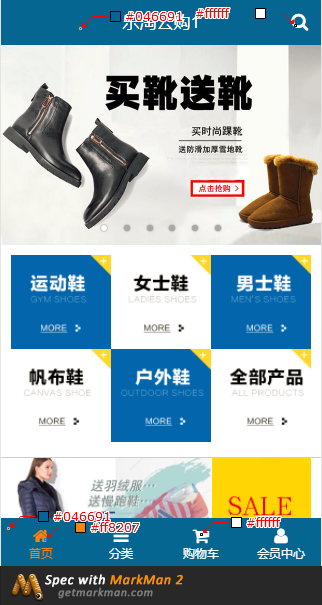 #046691 #ffffff
乐淘云购1
买靴送靴
买时尚踝靴
送防滑加厚雪地靴
点击抢购 >
运动鞋 女士鞋 男士鞋
GYM SHOES LADIES SHOES MEN'S SHOES
MORE MORE MORE
帆布鞋 户外鞋 全部产品
CANVAS SHOE OUTDOOR SHOES ALL PRODUCTS
MORE MORE MORE
送羽绒服…
送慢跑鞋…
SALE
#046691 #ff8207 #ffffff
首页 分类 购物车 会员中心
Spec with MarkMan 2
getmarkman.com